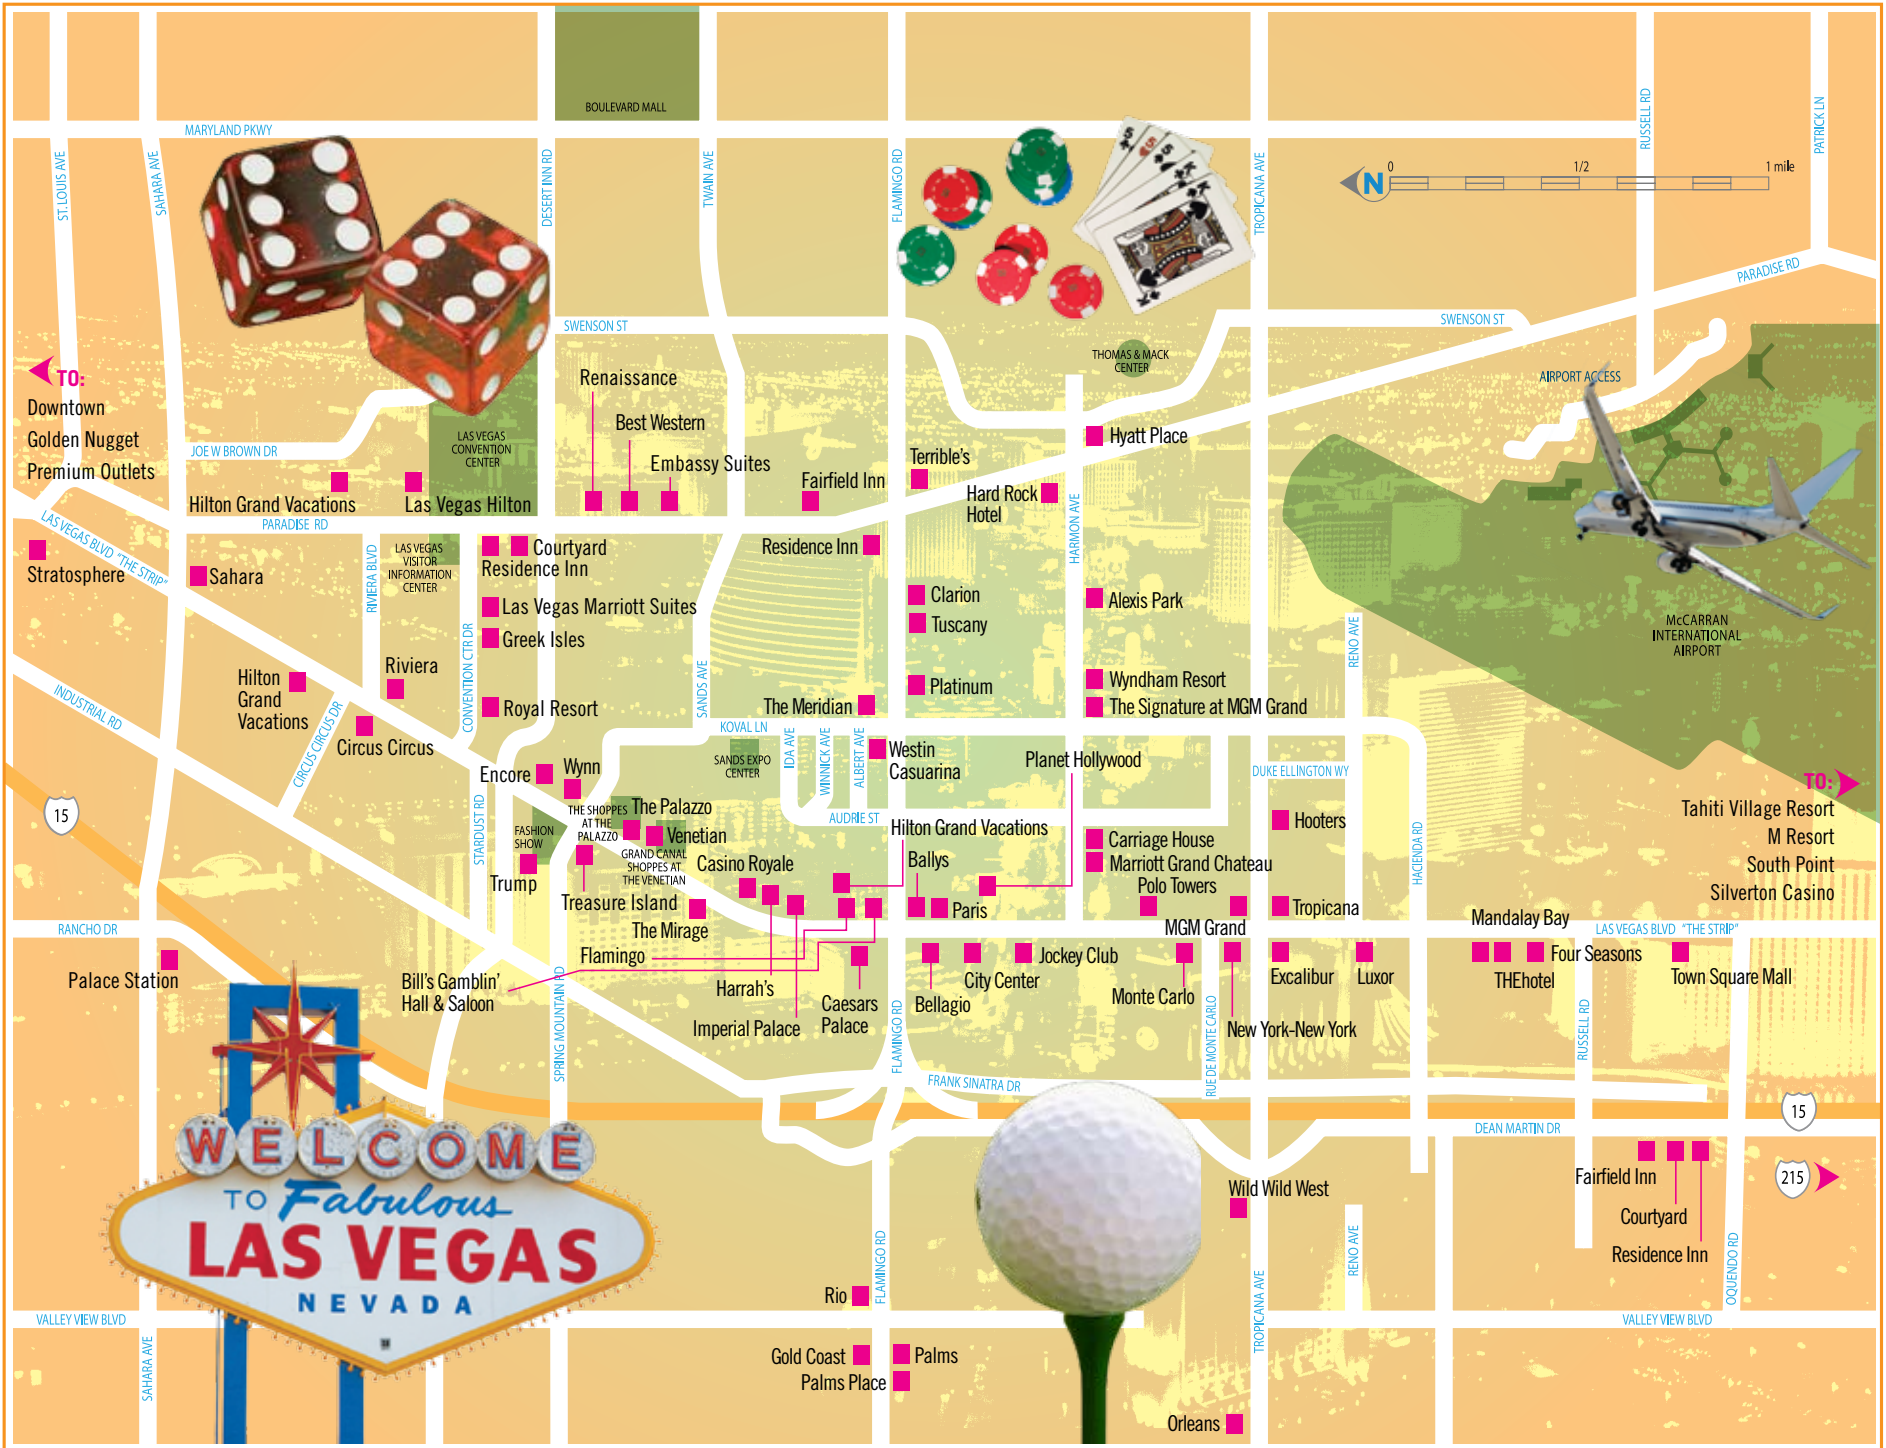 BOULEVARD MALL
MARYLAND PKWY
ST. LOUIS AVE
SAHARA AVE
DESERT INN RD
TWAIN AVE
FLAMINGO RD
TROPICANA AVE
RUSSELL RD
PATRICK LN
5
5
5
K
K
N
0
1/2
1 mile
PARADISE RD
SWENSON ST
SWENSON ST
THOMAS & MACK
CENTER
AIRPORT ACCESS
TO:
Downtown
Golden Nugget
Premium Outlets
Renaissance
Best Western
Embassy Suites
Fairfield Inn
Terrible's
Hyatt Place
Hard Rock
Hotel
HARMON AVE
JOE W BROWN DR
LAS VEGAS
CONVENTION
CENTER
Hilton Grand Vacations
Las Vegas Hilton
PARADISE RD
LAS VEGAS BLVD "THE STRIP"
Stratosphere
Sahara
RIVIERA BLVD
LAS VEGAS
VISITOR
INFORMATION
CENTER
Courtyard
Residence Inn
Residence Inn
Las Vegas Marriott Suites
Greek Isles
CONVENTION CTR DR
Royal Resort
Clarion
Tuscany
Platinum
Alexis Park
Wyndham Resort
The Signature at MGM Grand
RENO AVE
McCARRAN
INTERNATIONAL
AIRPORT
INDUSTRIAL RD
Hilton
Grand
Vacations
Riviera
CIRCUS CIRCUS DR
Circus Circus
SANDS AVE
The Meridian
KOVAL LN
SANDS EXPO
CENTER
IDA AVE
WINNICK AVE
ALBERT AVE
Westin
Casuarina
Planet Hollywood
DUKE ELLINGTON WY
Encore
Wynn
STARDUST RD
FASHION
SHOW
THE SHOPPES
AT THE
PALAZZO
The Palazzo
Venetian
GRAND CANAL
SHOPPES AT
THE VENETIAN
AUDRIE ST
Hilton Grand Vacations
Ballys
Casino Royale
Carriage House
Marriott Grand Chateau
Polo Towers
Hooters
HACIENDA RD
TO:
Tahiti Village Resort
M Resort
South Point
Silverton Casino
15
Trump
Treasure Island
The Mirage
Paris
MGM Grand
Tropicana
Mandalay Bay
LAS VEGAS BLVD "THE STRIP"
RANCHO DR
Palace Station
Bill's Gamblin'
Hall & Saloon
Flamingo
Harrah's
Imperial Palace
Caesars
Palace
Bellagio
City Center
Jockey Club
Monte Carlo
New York-New York
Excalibur
Luxor
THEhotel
Four Seasons
Town Square Mall
SPRING MOUNTAIN RD
FLAMINGO RD
FRANK SINATRA DR
RUE DE MONTE CARLO
RUSSELL RD
15
DEAN MARTIN DR
215
Fairfield Inn
Courtyard
Residence Inn
OQUENDO RD
WELCOME
TO Fabulous
LAS VEGAS
NEVADA
Wild Wild West
RENO AVE
Rio
FLAMINGO RD
TROPICANA AVE
VALLEY VIEW BLVD
VALLEY VIEW BLVD
SAHARA AVE
Gold Coast
Palms
Palms Place
Orleans